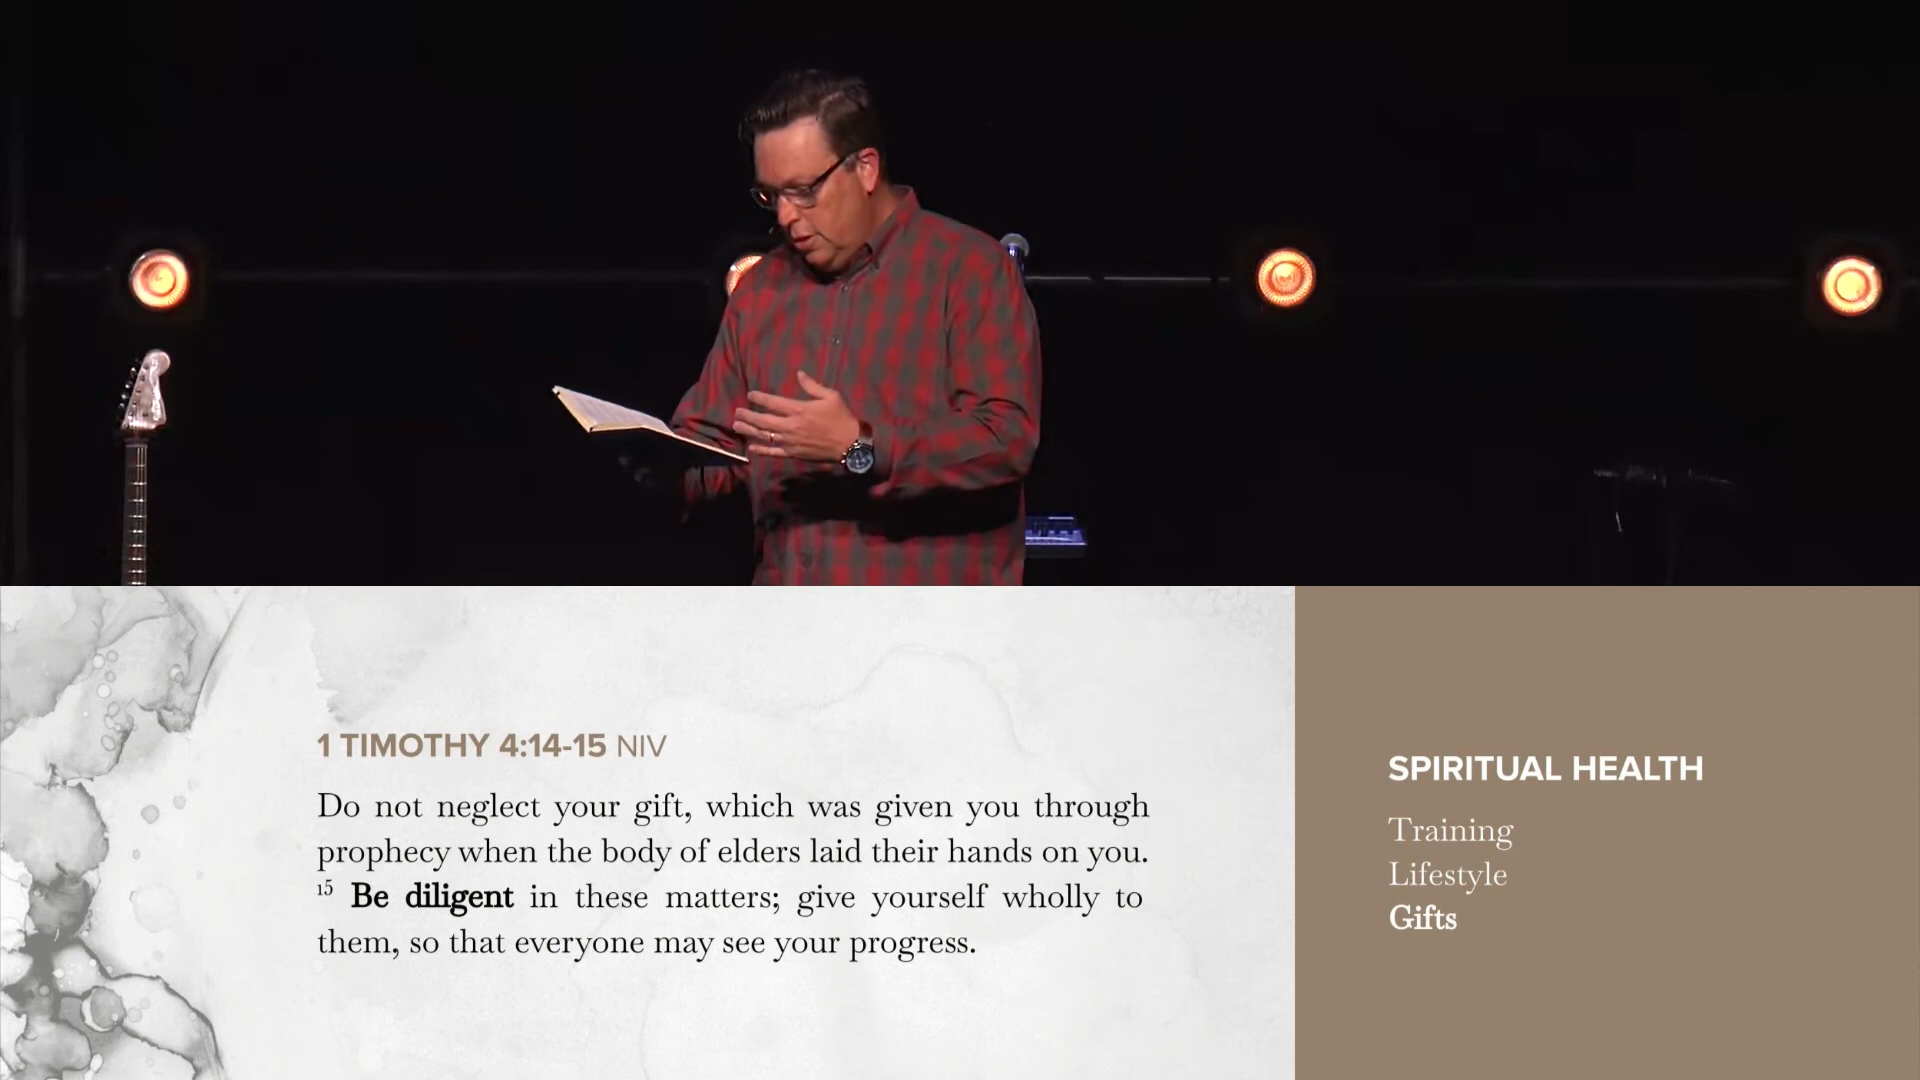 1 TIMOTHY 4:14-15 NIV
Do not neglect your gift, which was given you through
prophecy when the body of elders laid their hands on you.
15 Be diligent in these matters; give yourself wholly to
them, so that everyone may see your progress.
SPIRITUAL HEALTH
Training
Lifestyle
Gifts